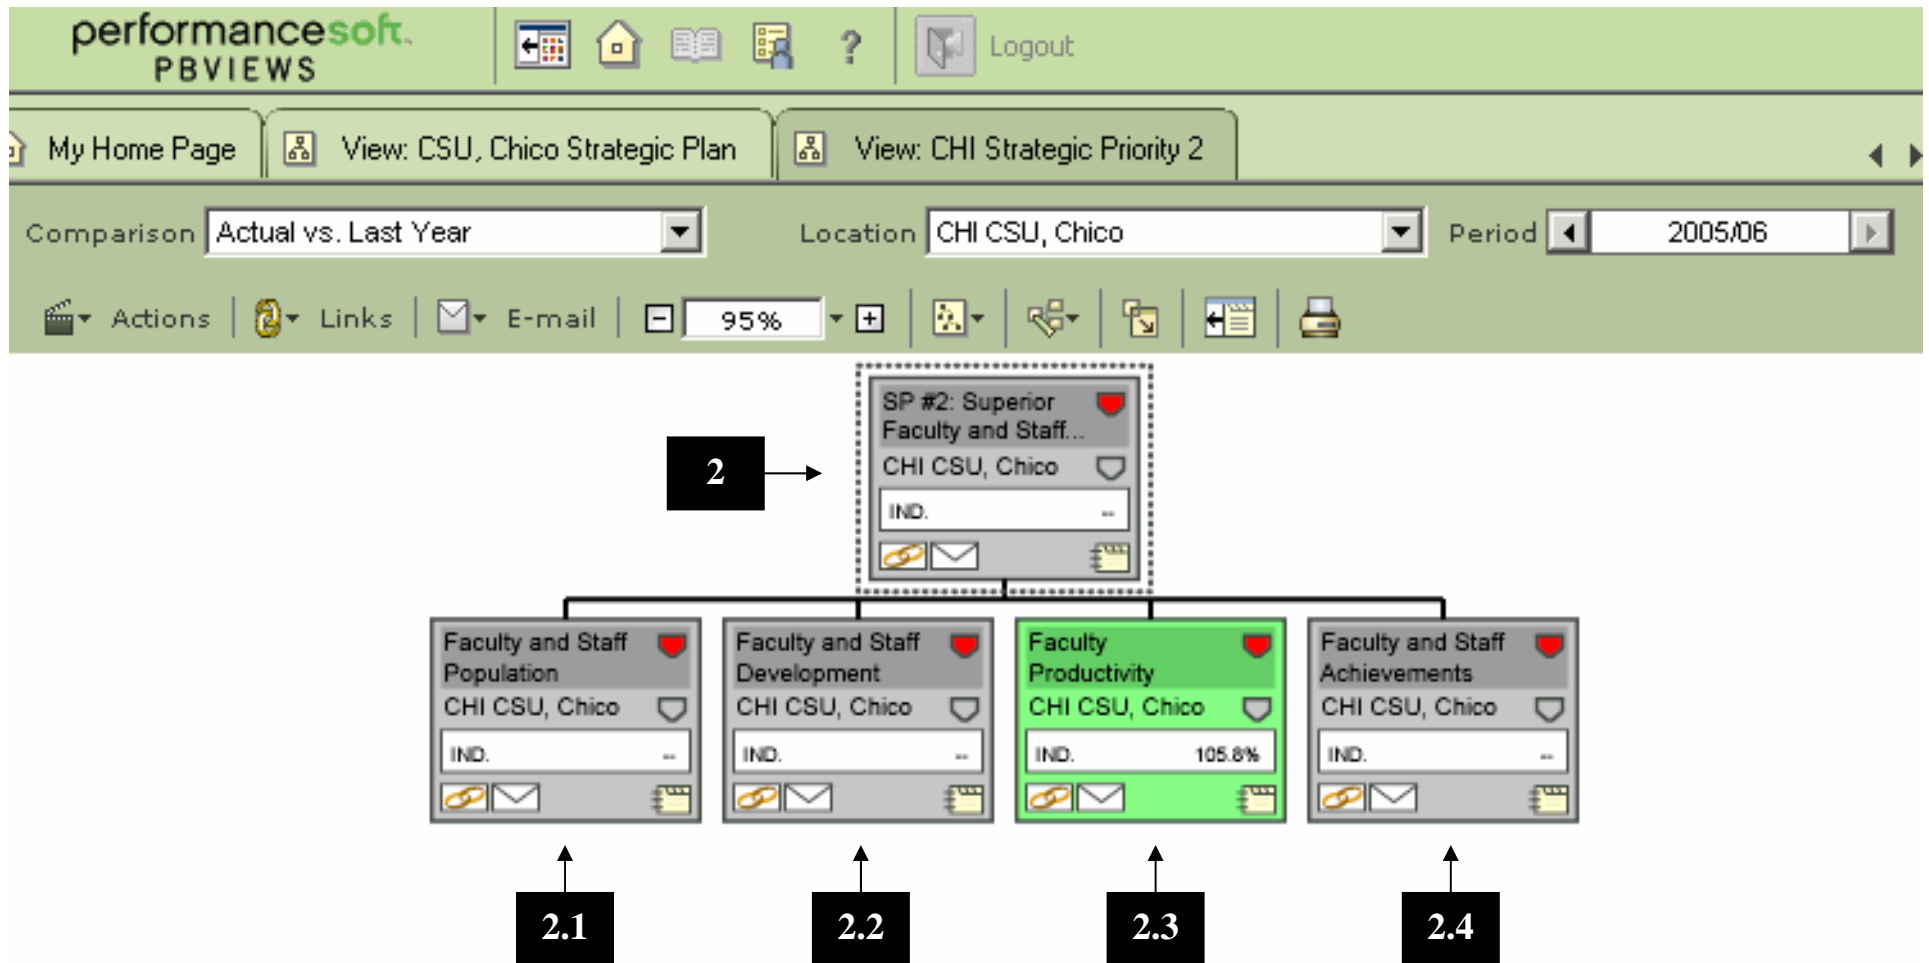 performancesoft.
PBVIEWS
? Logout
My Home Page View: CSU, Chico Strategic Plan View: CHI Strategic Priority 2
Comparison Actual vs. Last Year Location CHI CSU, Chico Period 2005/06
Actions Links E-mail 95%
SP #2: Superior
Faculty and Staff...
CHI CSU, Chico
IND. --
2
Faculty and Staff
Population
CHI CSU, Chico
IND. --
Faculty and Staff
Development
CHI CSU, Chico
IND. --
Faculty
Productivity
CHI CSU, Chico
IND. 105.8%
Faculty and Staff
Achievements
CHI CSU, Chico
IND. --
2.1 2.2 2.3 2.4